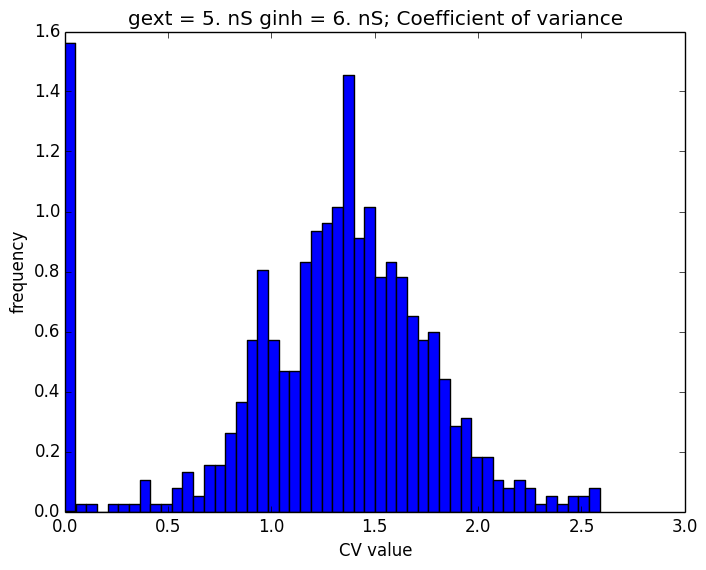 gext = 5. nS ginh = 6. nS; Coefficient of variance
1.6
1.4
1.2
1.0
0.8
0.6
0.4
0.2
0.0
frequency
0.0 0.5 1.0 1.5 2.0 2.5 3.0
CV value